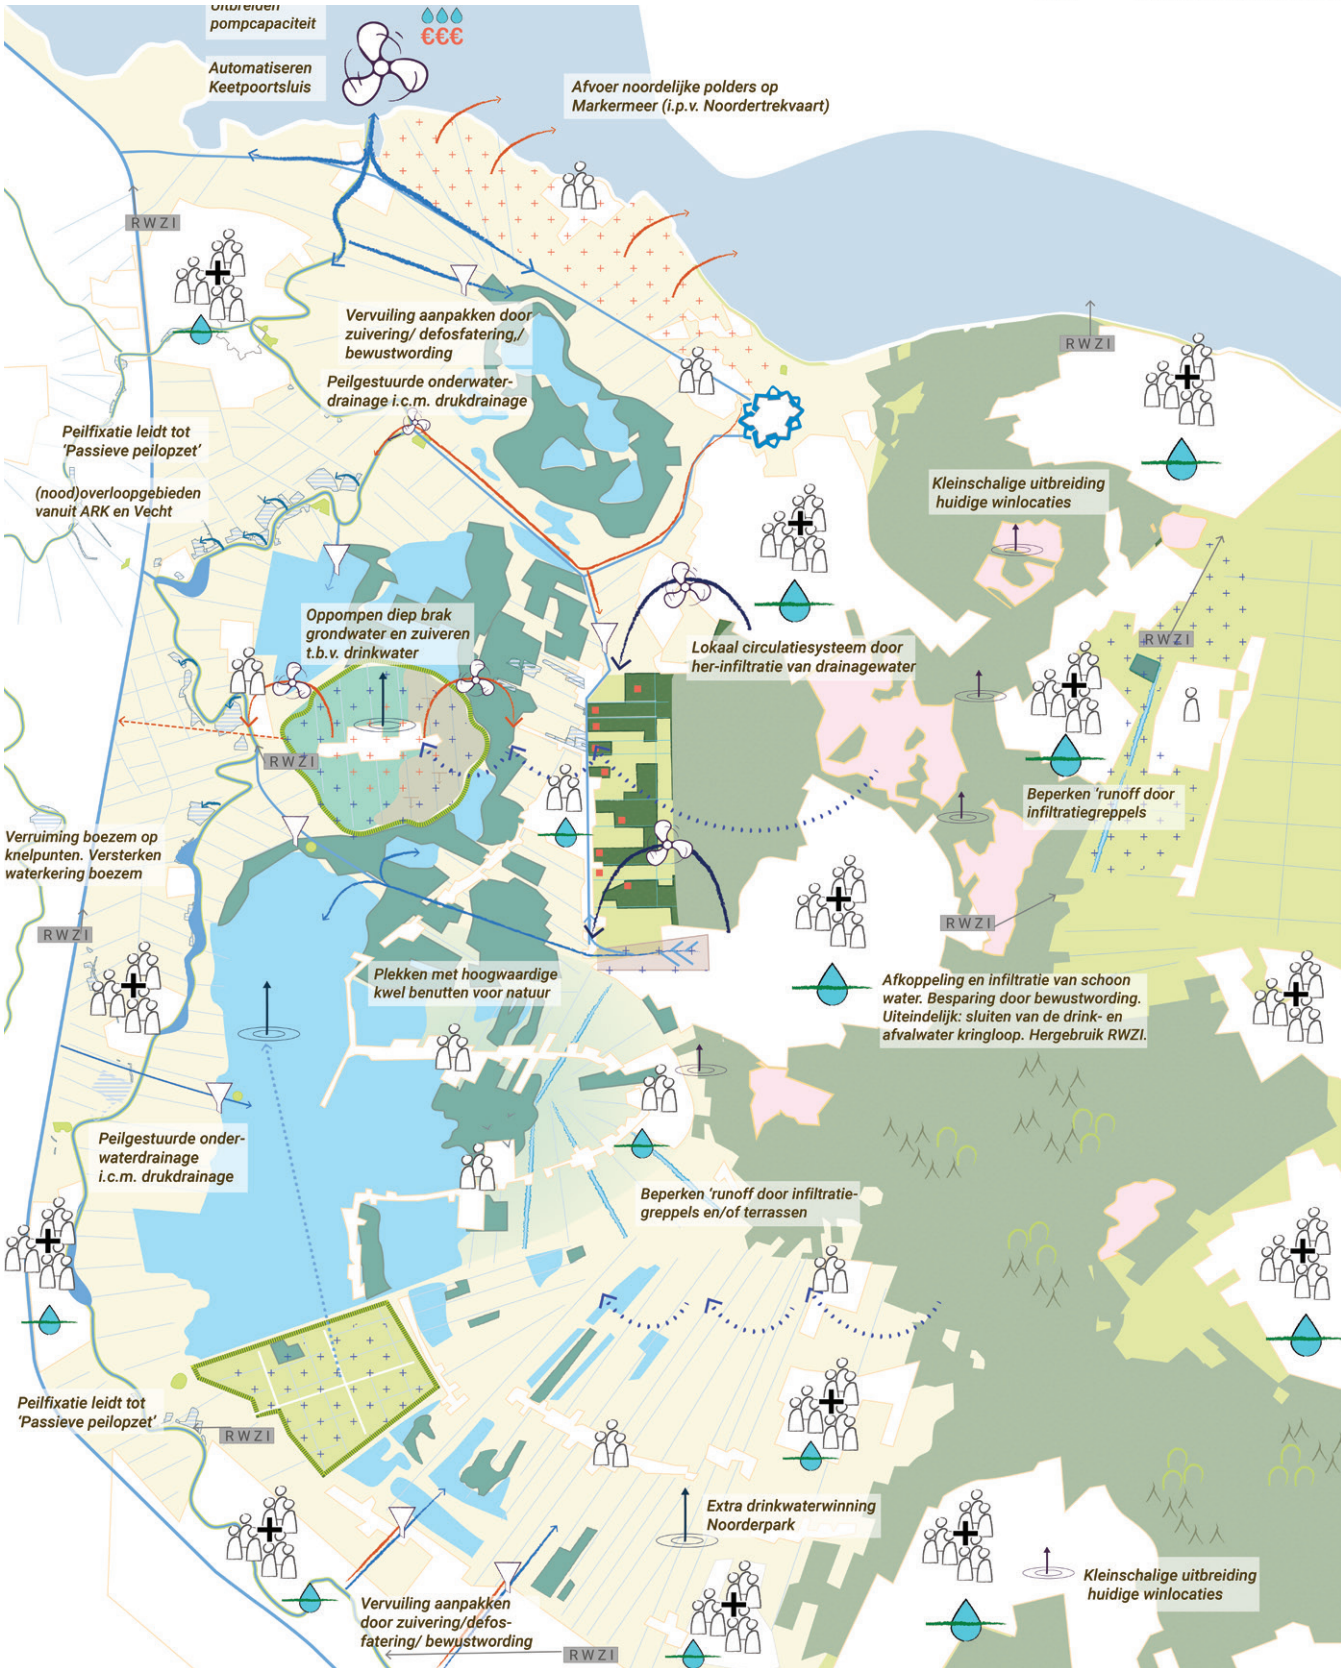 Uitbreiden
pompcapaciteit
€€€
Automatiseren
Keetpoortsluis
Afvoer noordelijke polders op
Markermeer (i.p.v. Noordertrekvaart)
RWZI
Vervuiling aanpakken door
zuivering/ defosfatering,/
bewustwording
RWZI
Peilgestuurde onderwater-
drainage i.c.m. drukdrainage
Peilfixatie leidt tot
'Passieve peilopzet'
(nood)overloopgebieden
vanuit ARK en Vecht
Kleinschalige uitbreiding
huidige winlocaties
Oppompen diep brak
grondwater en zuiveren
t.b.v. drinkwater
Lokaal circulatiesysteem door
her-infiltratie van drainagewater
RWZI
RWZI
Beperken 'runoff door
infiltratiegreppels
Verruiming boezem op
knelpunten. Versterken
waterkering boezem
RWZI
RWZI
Plekken met hoogwaardige
kwel benutten voor natuur
Afkoppeling en infiltratie van schoon
water. Besparing door bewustwording.
Uiteindelijk: sluiten van de drink- en
afvalwater kringloop. Hergebruik RWZI.
Peilgestuurde onder-
waterdrainage
i.c.m. drukdrainage
Beperken 'runoff door infiltratie-
greppels en/of terrassen
Peilfixatie leidt tot
'Passieve peilopzet'
RWZI
Extra drinkwaterwinning
Noorderpark
Kleinschalige uitbreiding
huidige winlocaties
Vervuiling aanpakken
door zuivering/defos-
fatering/ bewustwording
RWZI